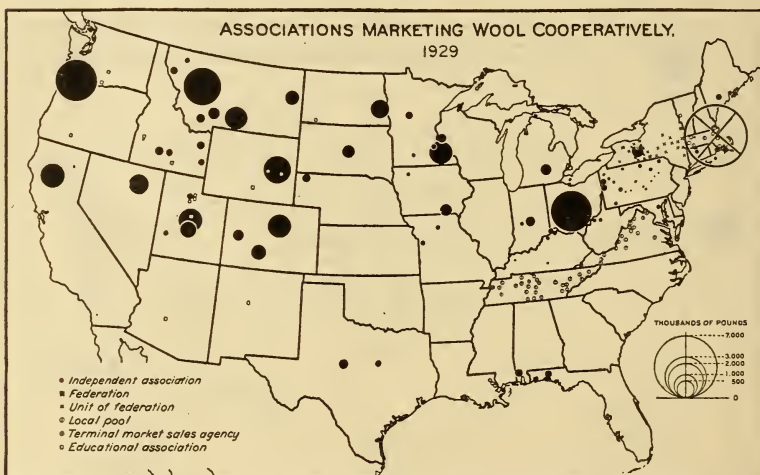 ASSOCIATIONS MARKETING WOOL COOPERATIVELY,
1929
THOUSANDS OF POUNDS
7,000
3,000
2,000
1,000
500
0
Independent association
Federation
Unit of federation
Local pool
Terminal market sales agency
Educational association